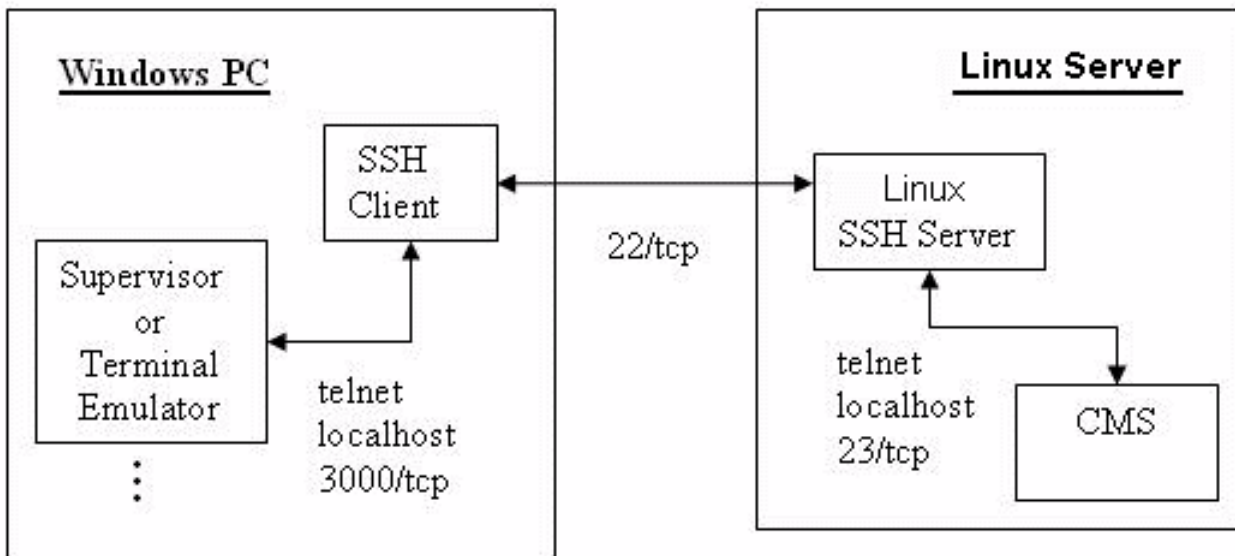 Windows PC
SSH
Client
Supervisor
or
Terminal
Emulator
telnet
localhost
3000/tcp
22/tcp
Linux Server
Linux
SSH Server
telnet
localhost
23/tcp
CMS